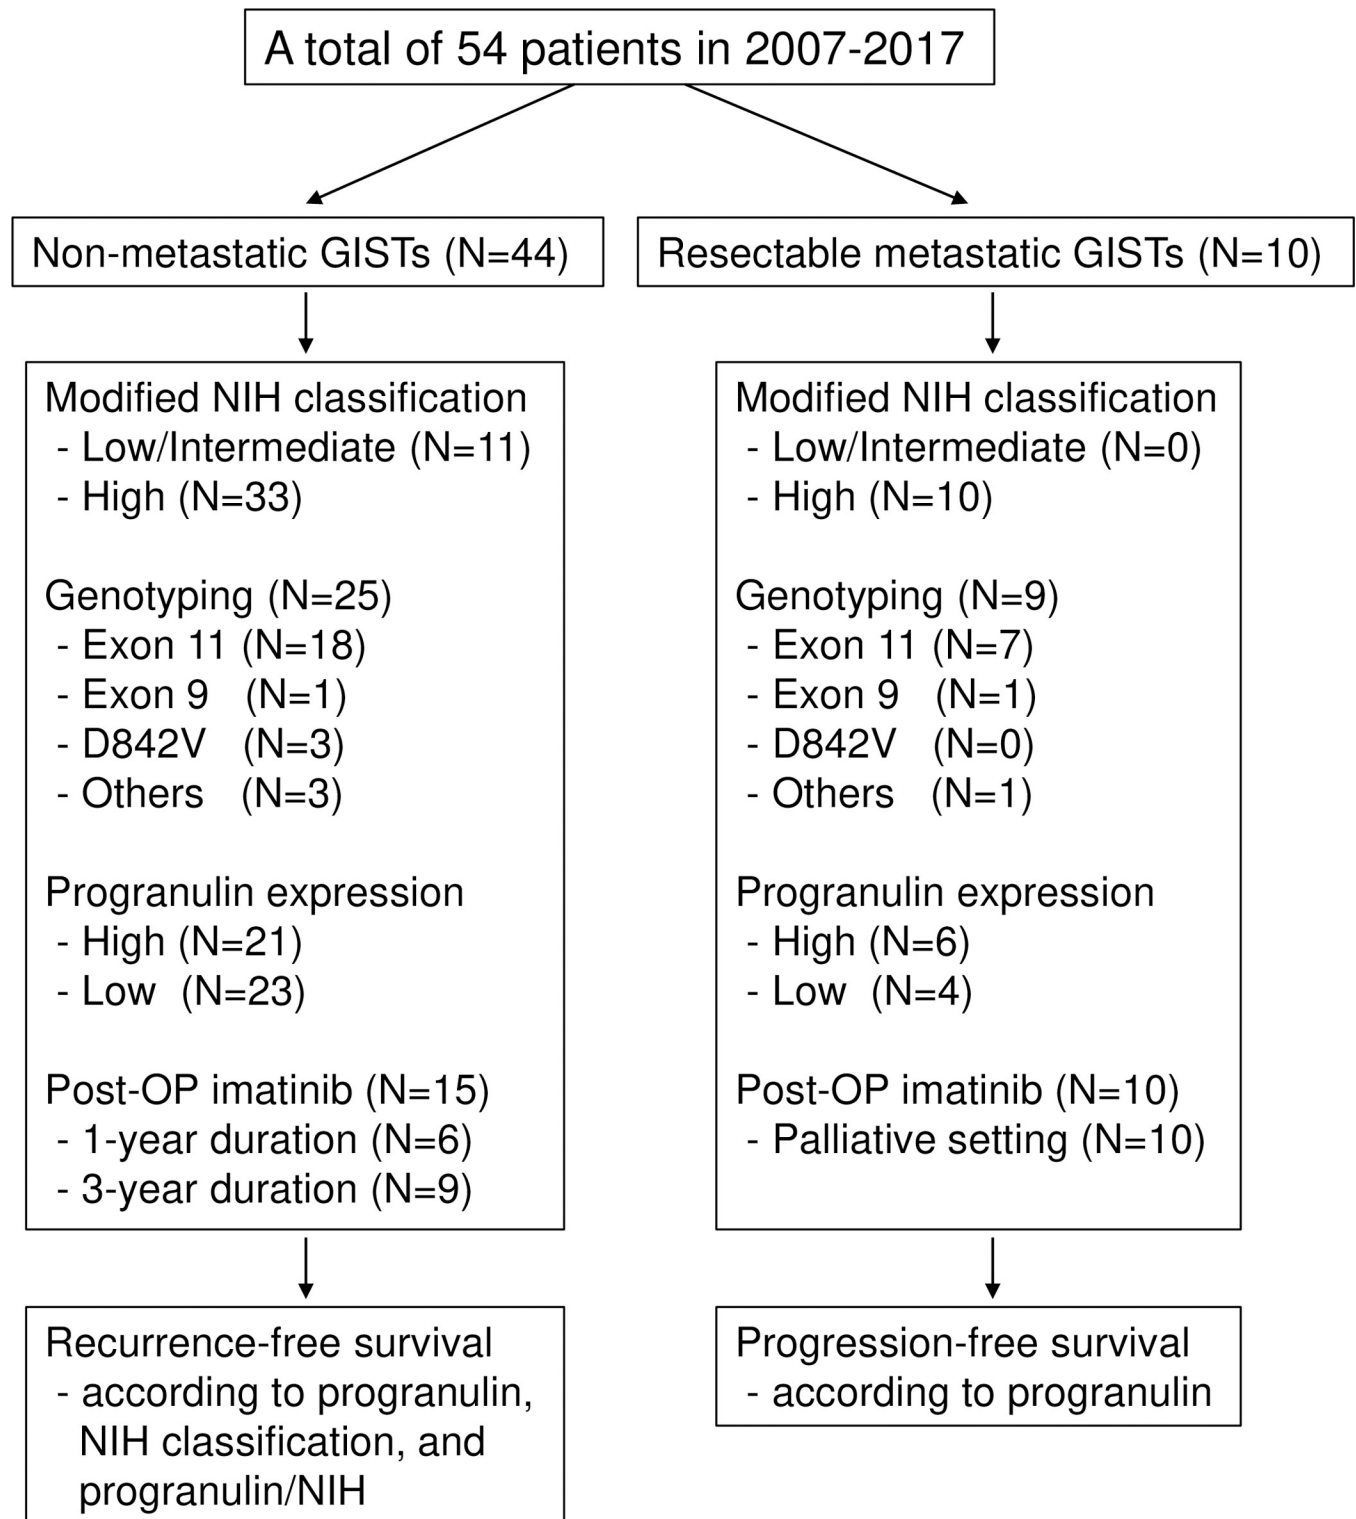 A total of 54 patients in 2007-2017
Non-metastatic GISTs (N=44)
Resectable metastatic GISTs (N=10)
Modified NIH classification
- Low/Intermediate (N=11)
- High (N=33)
Genotyping (N=25)
- Exon 11 (N=18)
- Exon 9 (N=1)
- D842V (N=3)
- Others (N=3)
Progranulin expression
- High (N=21)
- Low (N=23)
Post-OP imatinib (N=15)
- 1-year duration (N=6)
- 3-year duration (N=9)
Modified NIH classification
- Low/Intermediate (N=0)
- High (N=10)
Genotyping (N=9)
- Exon 11 (N=7)
- Exon 9 (N=1)
- D842V (N=0)
- Others (N=1)
Progranulin expression
- High (N=6)
- Low (N=4)
Post-OP imatinib (N=10)
- Palliative setting (N=10)
Recurrence-free survival
- according to progranulin,
NIH classification, and
progranulin/NIH
Progression-free survival
- according to progranulin